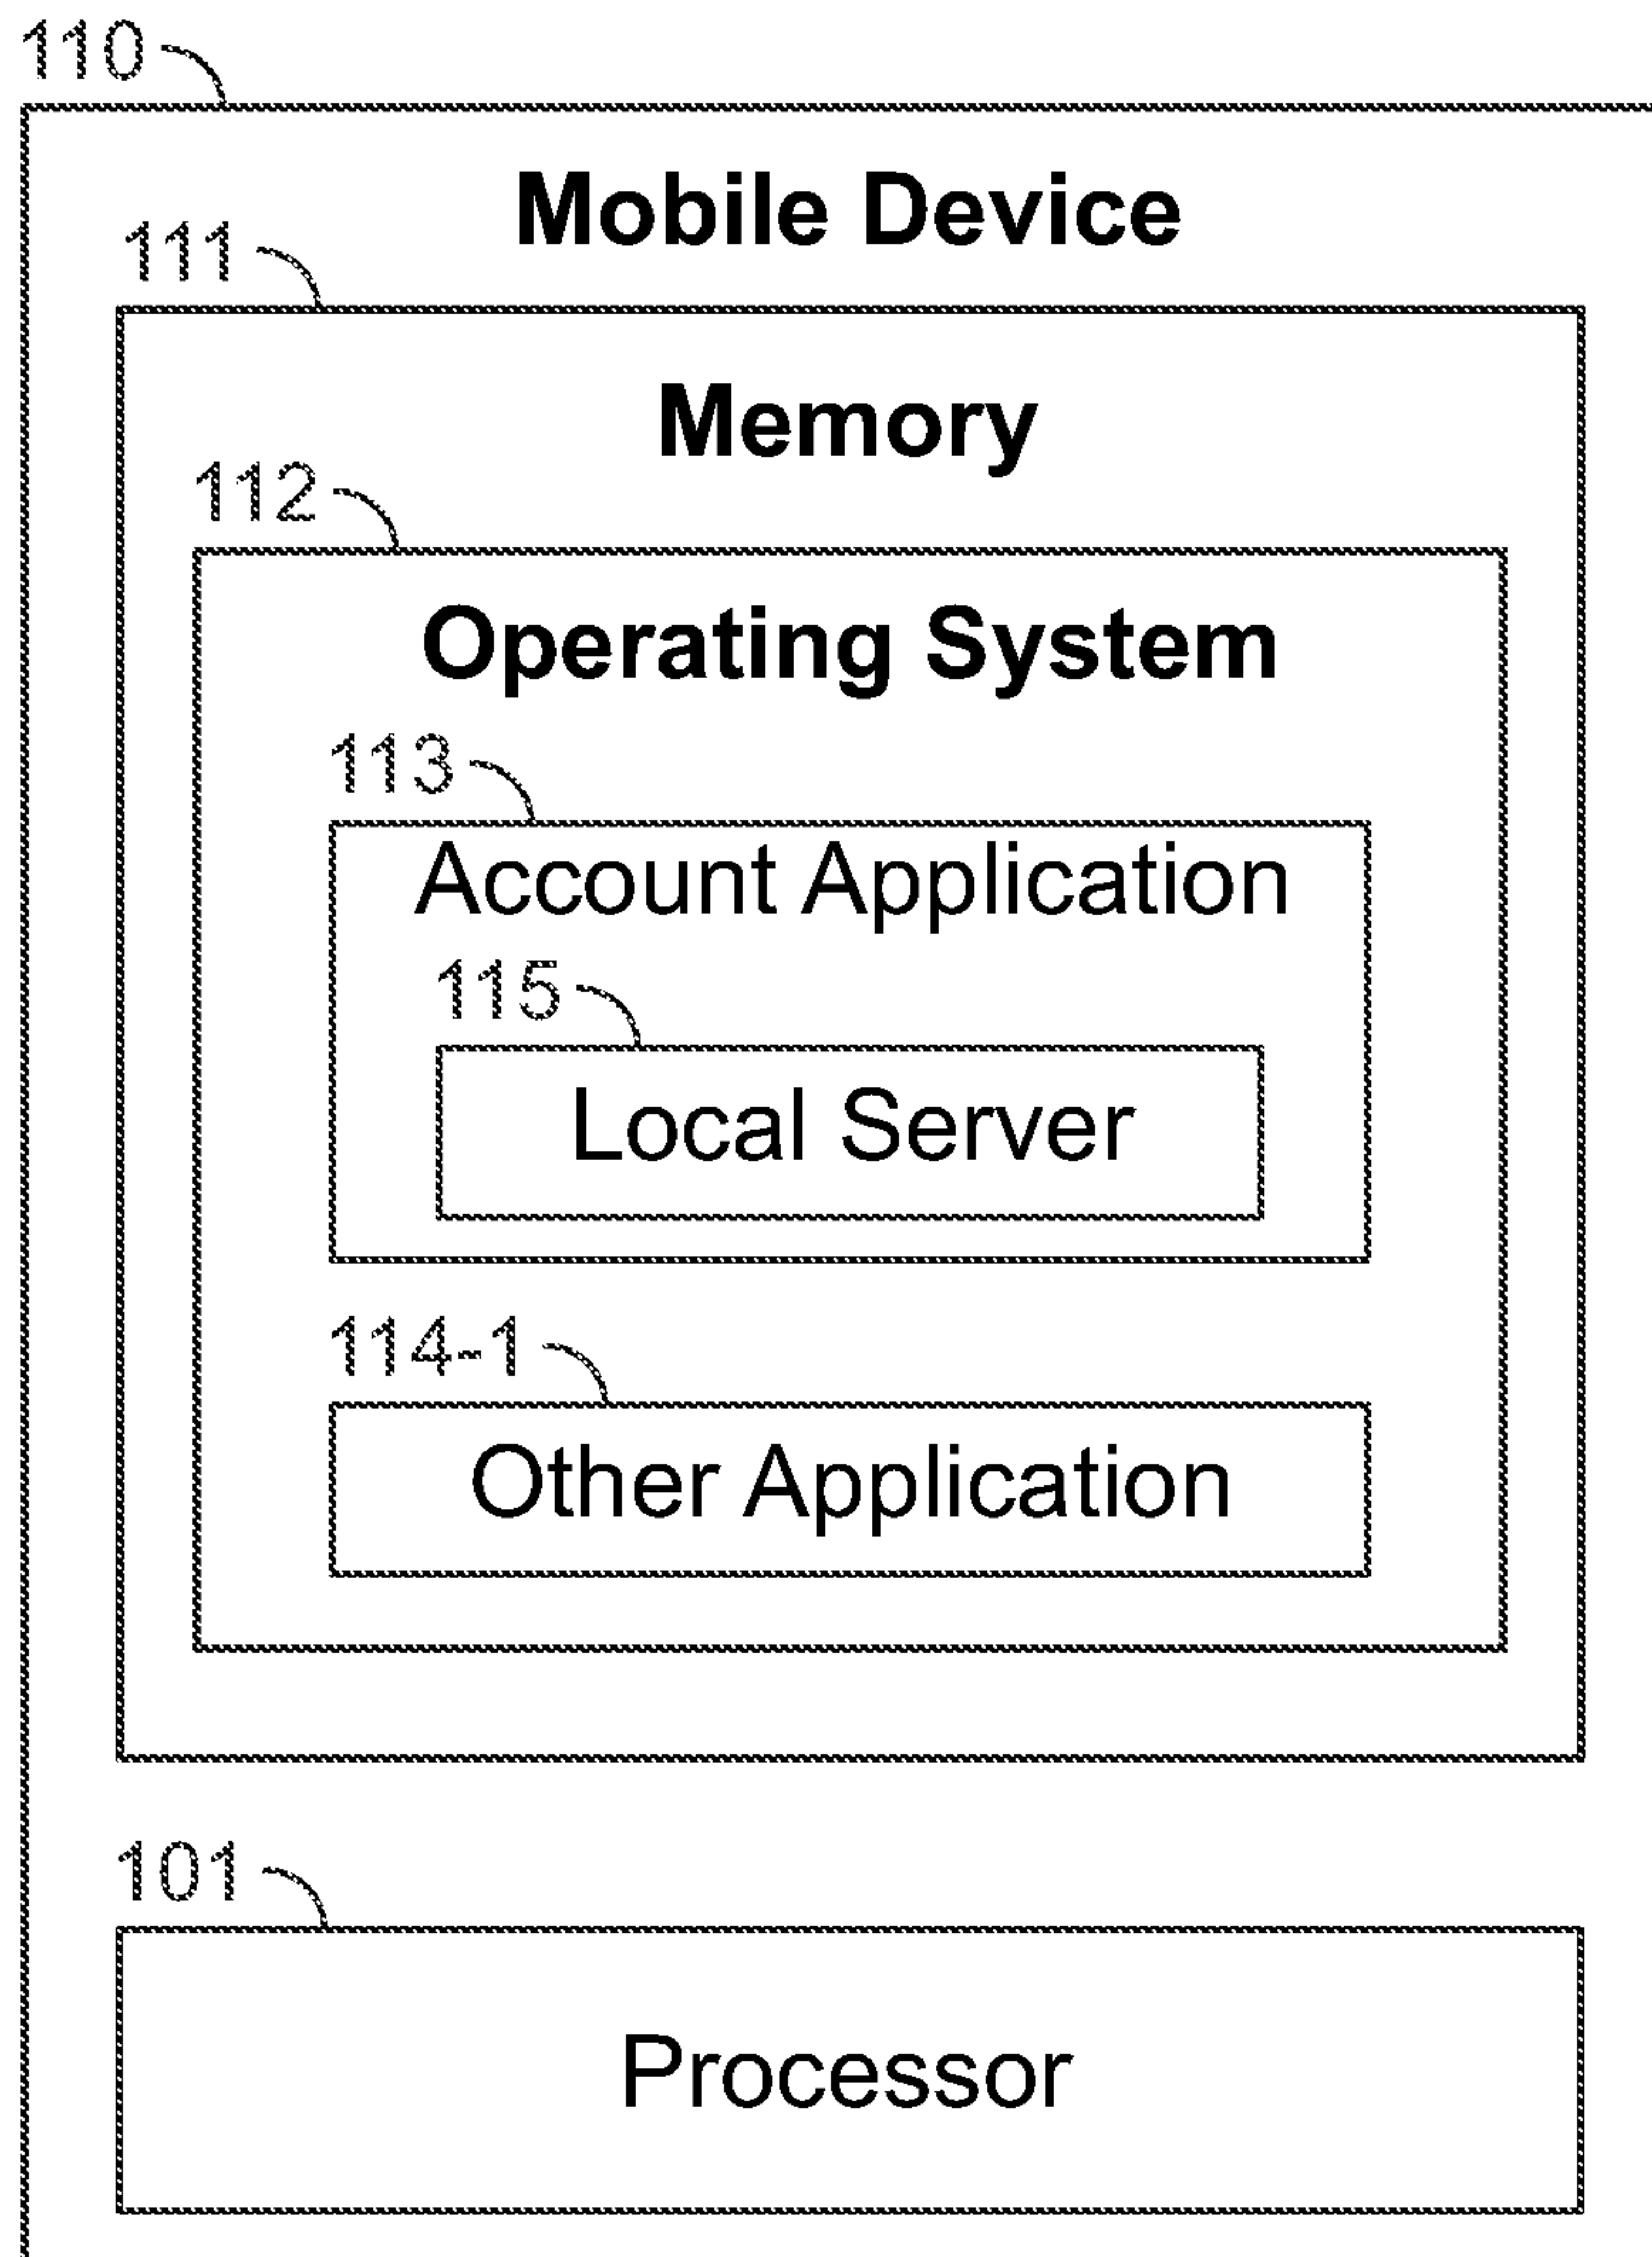 110
Mobile Device
111
Memory
112
Operating System
113
Account Application
115
Local Server
114-1
Other Application
101
Processor